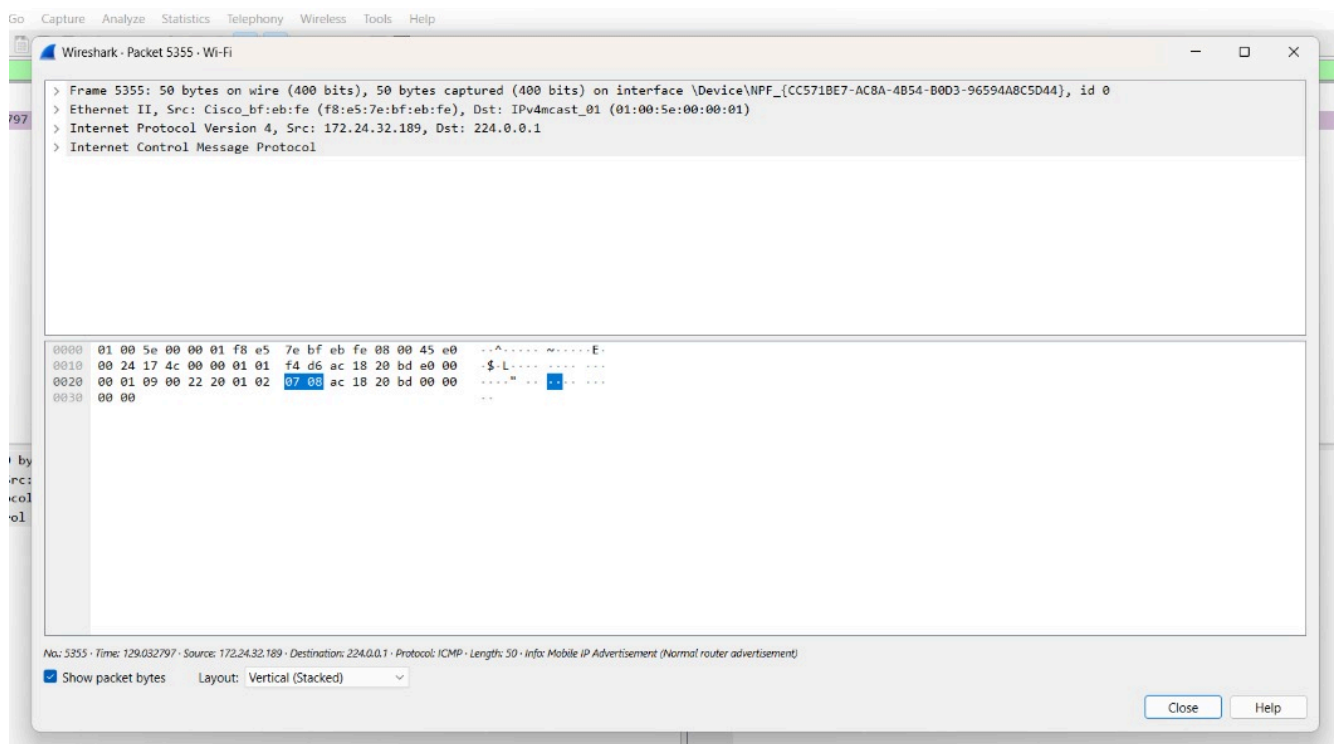 Go Capture Analyze Statistics Telephony Wireless Tools Help
Wireshark · Packet 5355 · Wi-Fi
797
> Frame 5355: 50 bytes on wire (400 bits), 50 bytes captured (400 bits) on interface \Device\NPF_{CC571BE7-AC8A-4B54-B0D3-96594A8C5D44}, id 0
> Ethernet II, Src: Cisco_bf:eb:fe (f8:e5:7e:bf:eb:fe), Dst: IPv4mcast_01 (01:00:5e:00:00:01)
> Internet Protocol Version 4, Src: 172.24.32.189, Dst: 224.0.0.1
> Internet Control Message Protocol
0000 01 00 5e 00 00 01 f8 e5 7e bf eb fe 08 00 45 e0 ··^····· ~·····E·
0010 00 24 17 4c 00 00 01 01 f4 d6 ac 18 20 bd e0 00 ·$·L···· ···· ···
0020 00 01 09 00 22 20 01 02 07 08 ac 18 20 bd 00 00 ····" ·· ···· ···
0030 00 00 ··
by
rc:
col
ol
No.: 5355 · Time: 129.032797 · Source: 172.24.32.189 · Destination: 224.0.0.1 · Protocol: ICMP · Length: 50 · Info: Mobile IP Advertisement (Normal router advertisement)
Show packet bytes Layout: Vertical (Stacked)
Close Help